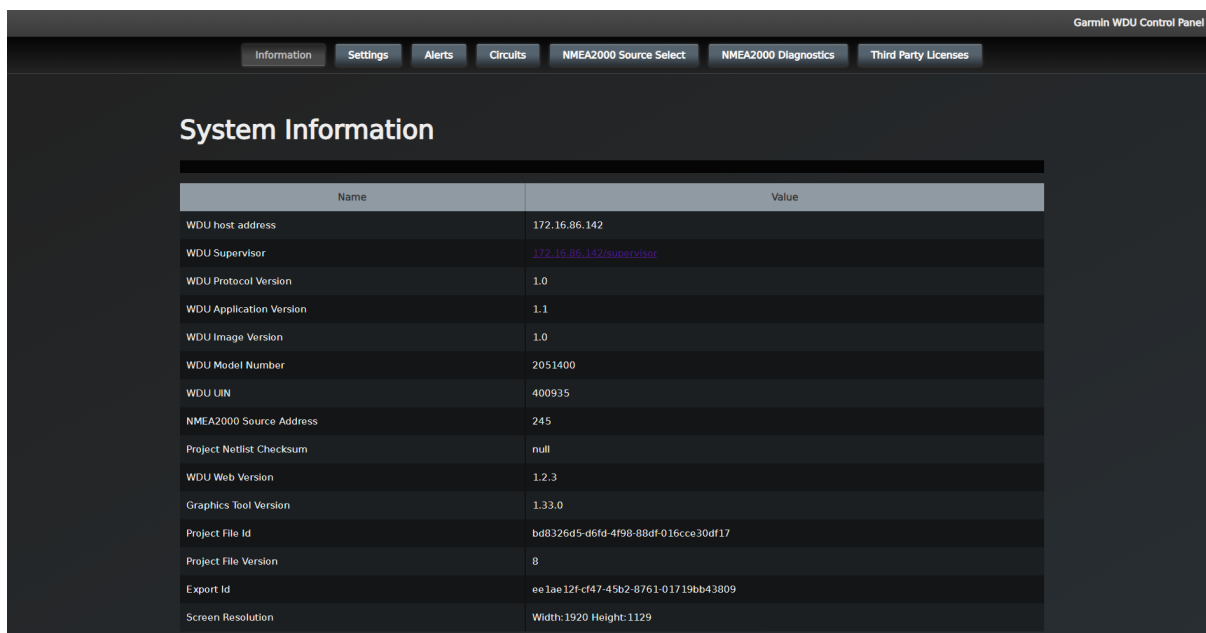 Garmin WDU Control Panel
Information Settings Alerts Circuits NMEA2000 Source Select NMEA2000 Diagnostics Third Party Licenses
System Information
Name Value
WDU host address 172.16.86.142
WDU Supervisor 172.16.86.142/supervisor
WDU Protocol Version 1.0
WDU Application Version 1.1
WDU Image Version 1.0
WDU Model Number 2051400
WDU UIN 400935
NMEA2000 Source Address 245
Project Netlist Checksum null
WDU Web Version 1.2.3
Graphics Tool Version 1.33.0
Project File Id bd8326d5-d6fd-4f98-88df-016cce30df17
Project File Version 8
Export Id ee1ae12f-cf47-45b2-8761-01719bb43809
Screen Resolution Width:1920 Height:1129